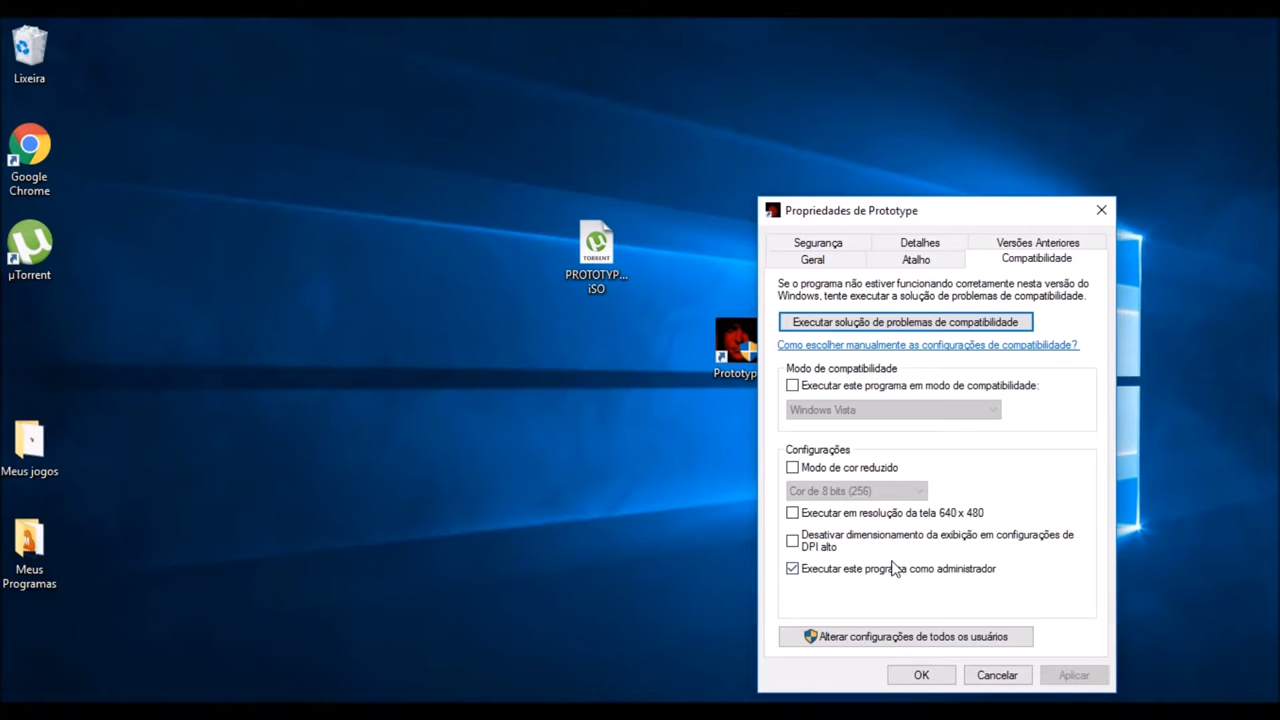 Lixeira
Google
Chrome
µTorrent
Meus jogos
Meus
Programas
TORRENT
PROTOTYP...
iSO
Prototyp
Propriedades de Prototype
Segurança
Detalhes
Versões Anteriores
Geral
Atalho
Compatibilidade
Se o programa não estiver funcionando corretamente nesta versão do
Windows, tente executar a solução de problemas de compatibilidade.
Executar solução de problemas de compatibilidade
Como escolher manualmente as configurações de compatibilidade?
Modo de compatibilidade
Executar este programa em modo de compatibilidade:
Windows Vista
Configurações
Modo de cor reduzido
Cor de 8 bits (256)
Executar em resolução da tela 640 x 480
Desativar dimensionamento da exibição em configurações de
DPI alto
Executar este programa como administrador
Alterar configurações de todos os usuários
OK
Cancelar
Aplicar